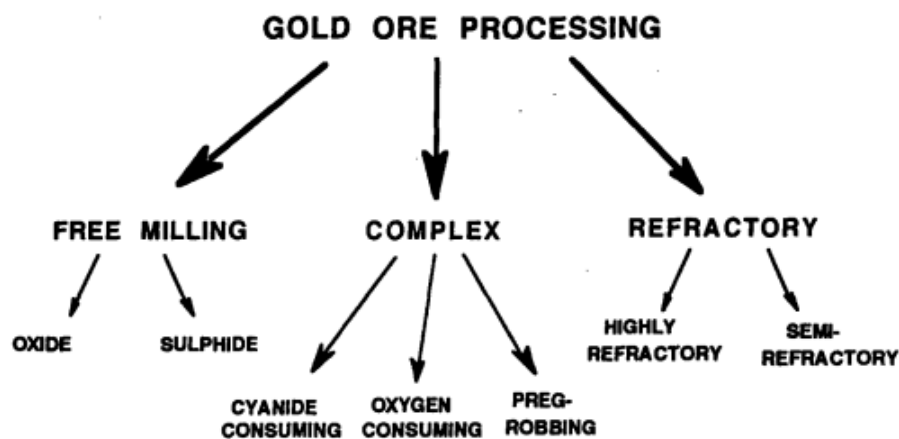 GOLD ORE PROCESSING
FREE MILLING
COMPLEX
REFRACTORY
OXIDE
SULPHIDE
HIGHLY
REFRACTORY
SEMI-
REFRACTORY
CYANIDE
CONSUMING
OXYGEN
CONSUMING
PREG-
ROBBING